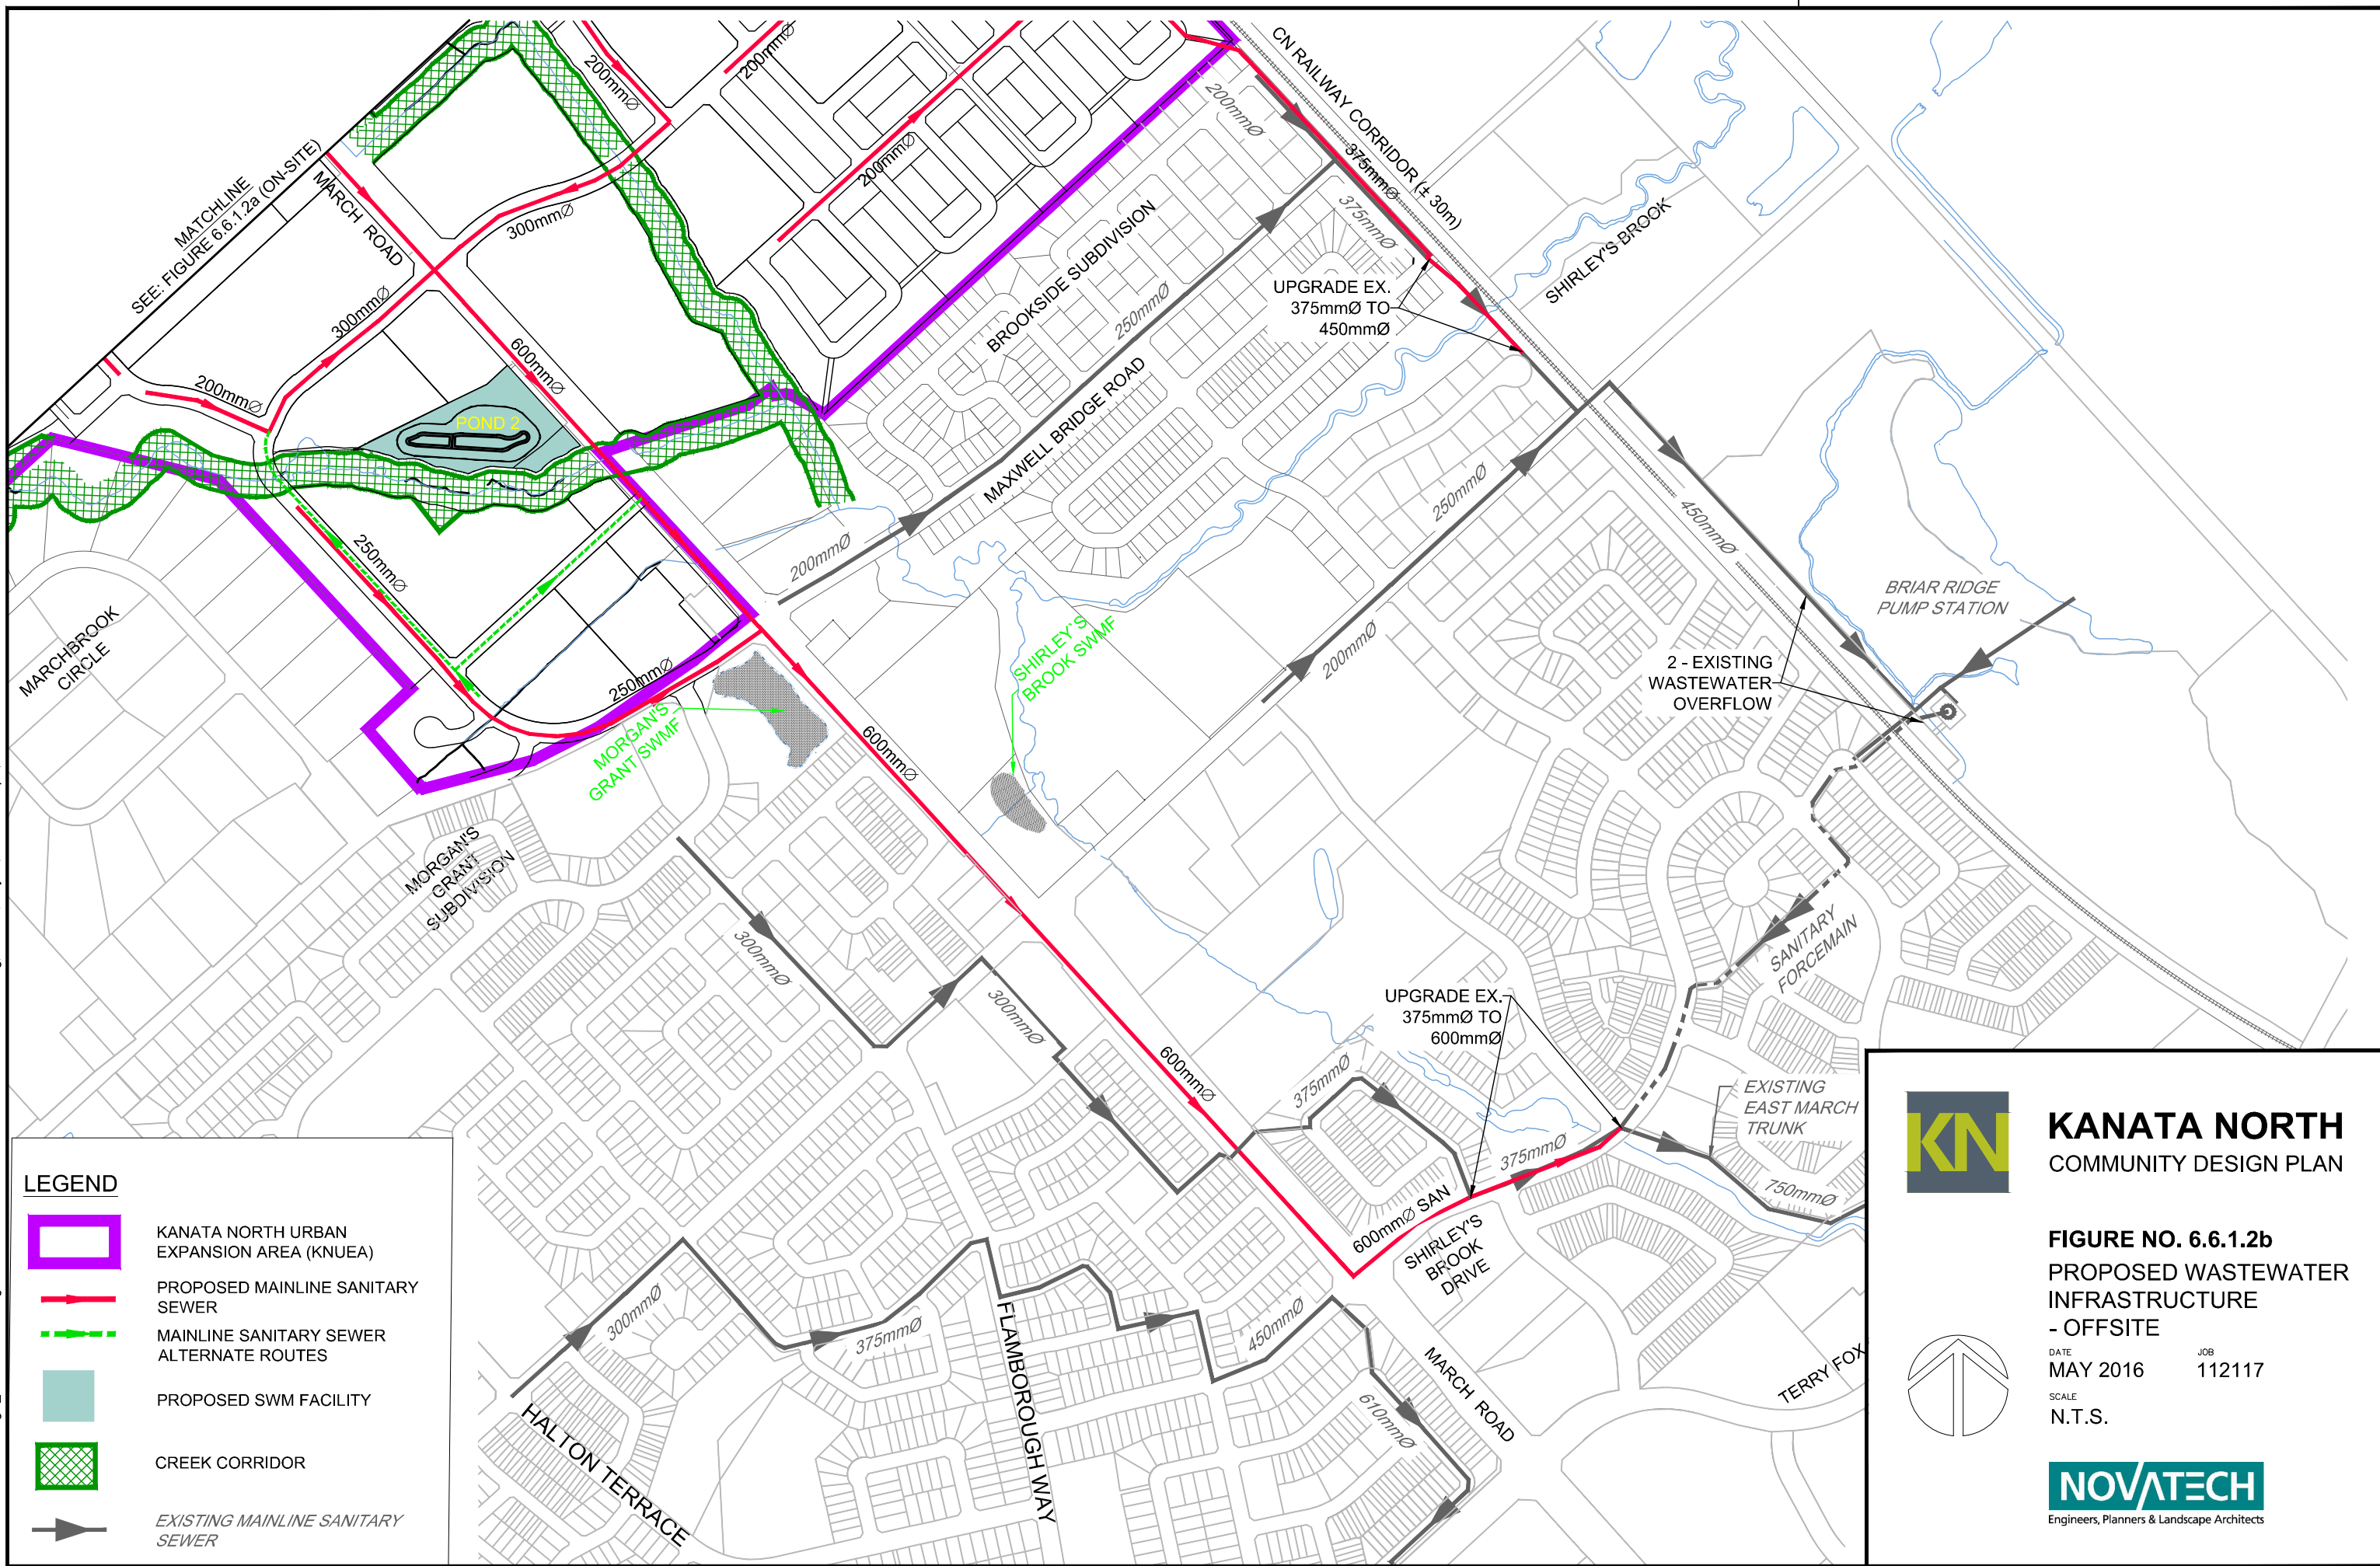 CN RAILWAY CORRIDOR (± 30m)
200mmØ
200mmØ
200mmØ
375mmØ
200mmØ
375mmØ
MATCHLINE
SEE: FIGURE 6.6.1.2a (ON-SITE)
MARCH ROAD
300mmØ
300mmØ
200mmØ
600mmØ
POND 2
200mmØ
BROOKSIDE SUBDIVISION
250mmØ
MAXWELL BRIDGE ROAD
200mmØ
UPGRADE EX.
375mmØ TO
450mmØ
SHIRLEY'S BROOK
250mmØ
200mmØ
450mmØ
BRIAR RIDGE
PUMP STATION
2 - EXISTING
WASTEWATER
OVERFLOW
250mmØ
250mmØ
MARCHBROOK
CIRCLE
MORGAN'S
GRANT SWMF
SHIRLEY'S
BROOK SWMF
600mmØ
MORGAN'S
GRANT
SUBDIVISION
300mmØ
300mmØ
600mmØ
SANITARY
FORCEMAIN
UPGRADE EX.
375mmØ TO
600mmØ
375mmØ
375mmØ
600mmØ SAN
SHIRLEY'S
BROOK
DRIVE
EXISTING
EAST MARCH
TRUNK
750mmØ
300mmØ
375mmØ
450mmØ
610mmØ
HALTON TERRACE
FLAMBOROUGH WAY
MARCH ROAD
TERRY FOX
LEGEND
KANATA NORTH URBAN
EXPANSION AREA (KNUEA)
PROPOSED MAINLINE SANITARY
SEWER
MAINLINE SANITARY SEWER
ALTERNATE ROUTES
PROPOSED SWM FACILITY
CREEK CORRIDOR
EXISTING MAINLINE SANITARY
SEWER
KN
KANATA NORTH
COMMUNITY DESIGN PLAN
FIGURE NO. 6.6.1.2b
PROPOSED WASTEWATER
INFRASTRUCTURE
- OFFSITE
DATE
MAY 2016
JOB
112117
SCALE
N.T.S.
NOVATECH
Engineers, Planners & Landscape Architects